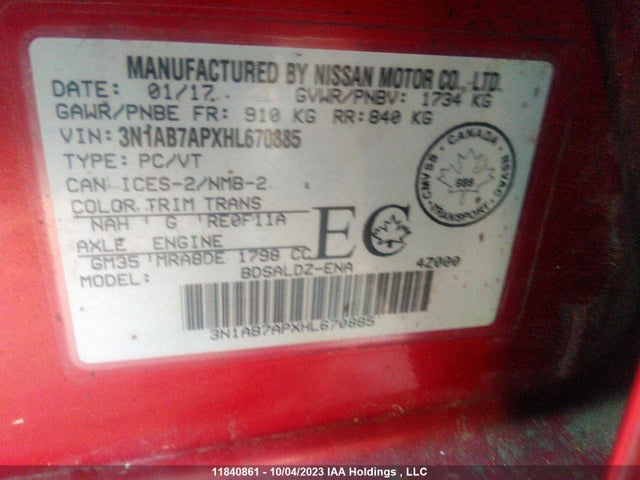 MANUFACTURED BY NISSAN MOTOR CO., LTD.
DATE: 01/17 GVWR/PNBV: 1734 KG
GAWR/PNBE FR: 910 KG RR: 840 KG
VIN: 3N1AB7APXHL670885
TYPE: PC/VT
CAN ICES-2/NMB-2
COLOR TRIM TRANS
NAH G RE0F11A
AXLE ENGINE
GM35 MRA8DE 1798 CC
MODEL: BDSALDZ-ENA 4Z000
EC
CANADA
CMVSS NSVAC
TRANSPORT
3N1AB7APXHL670885
11840861 - 10/04/2023 IAA Holdings , LLC